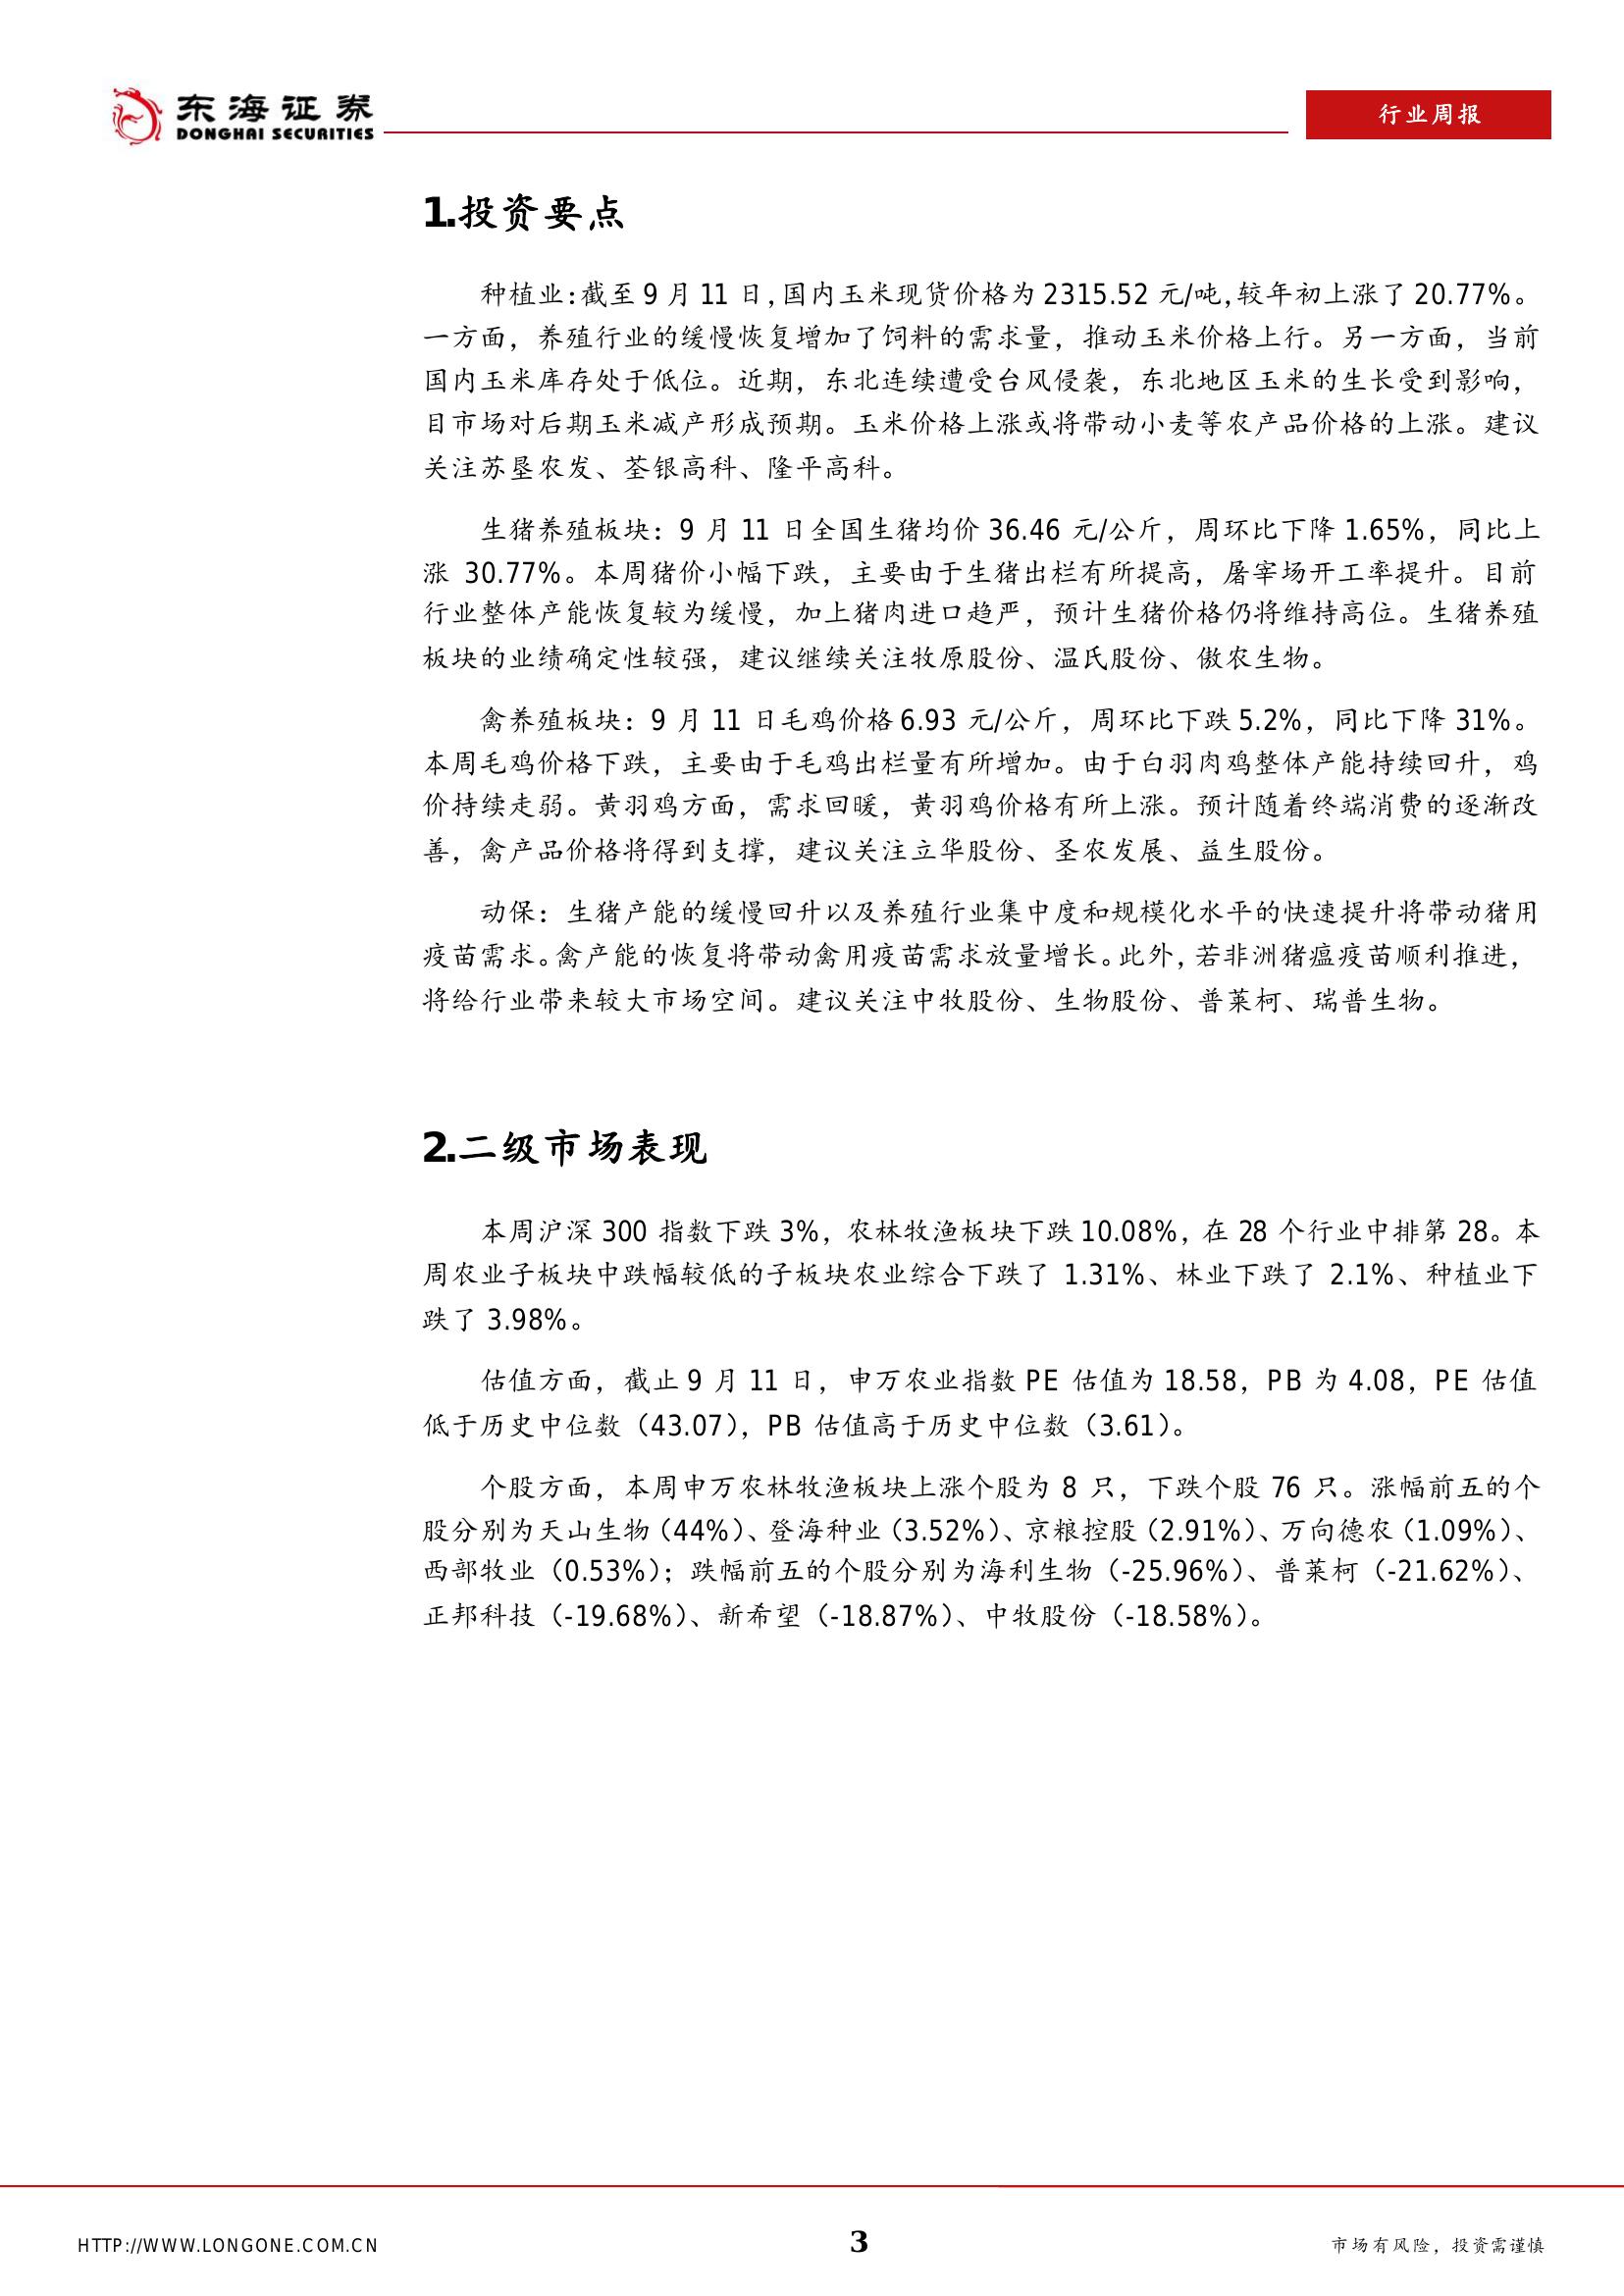 东海证券
DONGHAI SECURITIES
行业周报
1.投资要点
种植业:截至9月11日,国内玉米现货价格为2315.52元/吨,较年初上涨了20.77%。
一方面，养殖行业的缓慢恢复增加了饲料的需求量，推动玉米价格上行。另一方面，当前
国内玉米库存处于低位。近期，东北连续遭受台风侵袭，东北地区玉米的生长受到影响，
目市场对后期玉米减产形成预期。玉米价格上涨或将带动小麦等农产品价格的上涨。建议
关注苏垦农发、荃银高科、隆平高科。
生猪养殖板块：9月11日全国生猪均价36.46元/公斤，周环比下降1.65%，同比上
涨30.77%。本周猪价小幅下跌，主要由于生猪出栏有所提高，屠宰场开工率提升。目前
行业整体产能恢复较为缓慢，加上猪肉进口趋严，预计生猪价格仍将维持高位。生猪养殖
板块的业绩确定性较强，建议继续关注牧原股份、温氏股份、傲农生物。
禽养殖板块：9月11日毛鸡价格6.93元/公斤，周环比下跌5.2%，同比下降31%。
本周毛鸡价格下跌，主要由于毛鸡出栏量有所增加。由于白羽肉鸡整体产能持续回升，鸡
价持续走弱。黄羽鸡方面，需求回暖，黄羽鸡价格有所上涨。预计随着终端消费的逐渐改
善，禽产品价格将得到支撑，建议关注立华股份、圣农发展、益生股份。
动保：生猪产能的缓慢回升以及养殖行业集中度和规模化水平的快速提升将带动猪用
疫苗需求。禽产能的恢复将带动禽用疫苗需求放量增长。此外，若非洲猪瘟疫苗顺利推进，
将给行业带来较大市场空间。建议关注中牧股份、生物股份、普莱柯、瑞普生物。
2.二级市场表现
本周沪深300指数下跌3%，农林牧渔板块下跌10.08%，在28个行业中排第28。本
周农业子板块中跌幅较低的子板块农业综合下跌了1.31%、林业下跌了2.1%、种植业下
跌了3.98%。
估值方面，截止9月11日，申万农业指数PE估值为18.58，PB为4.08，PE估值
低于历史中位数（43.07），PB估值高于历史中位数（3.61）。
个股方面，本周申万农林牧渔板块上涨个股为8只，下跌个股76只。涨幅前五的个
股分别为天山生物（44%）、登海种业（3.52%）、京粮控股（2.91%）、万向德农（1.09%）、
西部牧业（0.53%）；跌幅前五的个股分别为海利生物（-25.96%）、普莱柯（-21.62%）、
正邦科技（-19.68%）、新希望（-18.87%）、中牧股份（-18.58%）。
HTTP://WWW.LONGONE.COM.CN
3
市场有风险，投资需谨慎